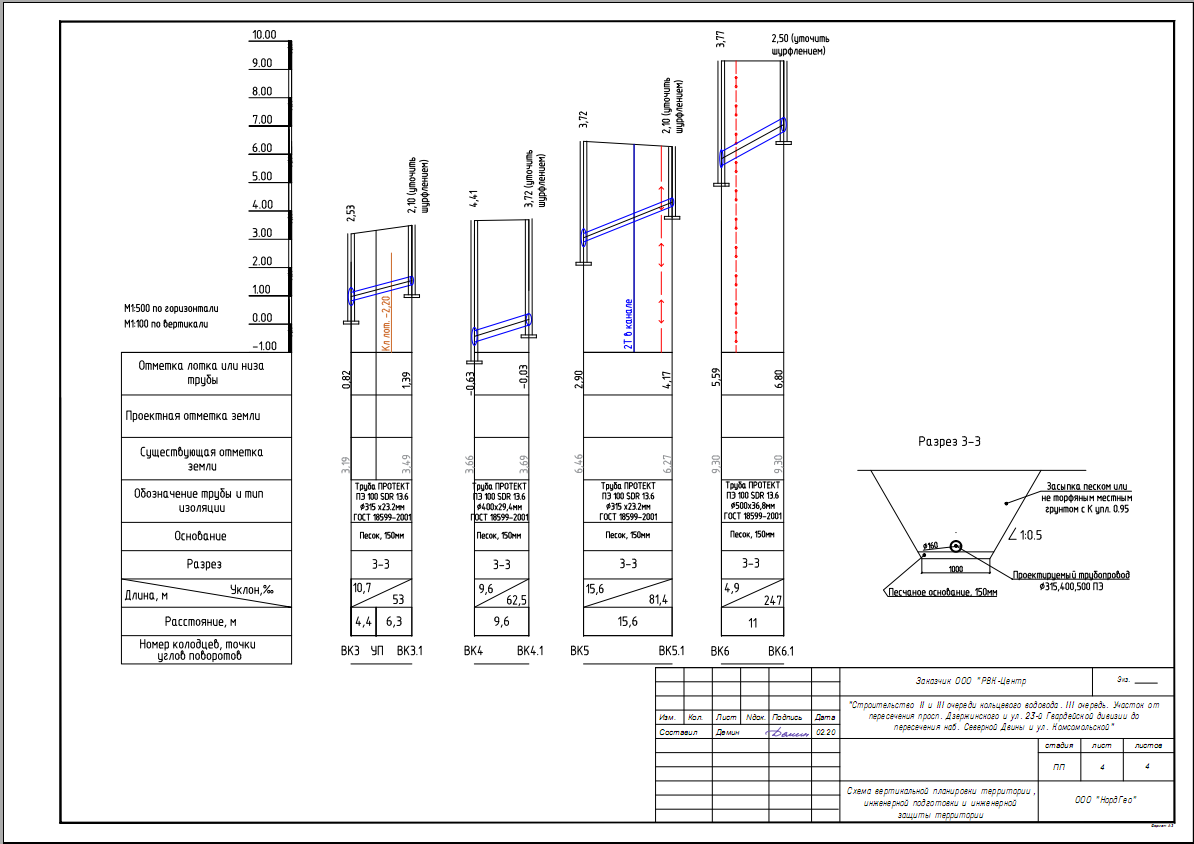 10.00
9.00
8.00
7.00
6.00
5.00
4.00
3.00
2.00
1.00
0.00
-1.00
М1:500 по горизонтали
М1:100 по вертикали
2,53
2,10 (уточить
шурфлением)
4,41
3,72 (уточить
шурфлением)
3,72
2,10 (уточить
шурфлением)
3,77
2,50 (уточить
шурфлением)
Кл лот. -2,20
2Т в канале
Отметка лотка или низа
трубы
0,82
1,39
-0,63
-0,03
2,90
4,17
5,59
6,80
Проектная отметка земли
Существующая отметка
земли
3.19
3.49
3.66
3.69
6.46
6.27
9.30
9.30
Обозначение трубы и тип
изоляции
Труба ПРОТЕКТ
ПЭ 100 SDR 13.6
ø315 х23.2мм
ГОСТ 18599-2001
Труба ПРОТЕКТ
ПЭ 100 SDR 13.6
ø400х29,4мм
ГОСТ 18599-2001
Труба ПРОТЕКТ
ПЭ 100 SDR 13.6
ø315 х23.2мм
ГОСТ 18599-2001
Труба ПРОТЕКТ
ПЭ 100 SDR 13.6
ø500х36,8мм
ГОСТ 18599-2001
Основание
Песок, 150мм
Песок, 150мм
Песок, 150мм
Песок, 150мм
Разрез
3-3
3-3
3-3
3-3
Длина, м
Уклон,‰
10,7
53
9,6
62,5
15,6
81,4
4,9
247
Расстояние, м
4,4
6,3
9,6
15,6
11
Номер колодцев, точки
углов поворотов
ВК3
УП
ВК3.1
ВК4
ВК4.1
ВК5
ВК5.1
ВК6
ВК6.1
Разрез 3-3
Засыпка песком или
не торфяным местным
грунтом с К упл. 0.95
∠ 1:0.5
ø160
1000
Проектируемый трубопровод
ø315,400,500 ПЭ
Песчаное основание, 150мм
Заказчик ООО "РВК-Центр
Экз.
"Строительство II и III очереди кольцевого водовода. III очередь. Участок от
пересечения просп. Дзержинского и ул. 23-й Гвардейской дивизии до
пересечения наб. Северной Двины и ул. Комсомольской"
Изм.
Кол.
Лист
Nдок.
Подпись
Дата
Составил
Демин
Демин
02.20
стадия
лист
листов
ПП
4
4
Схема вертикальной планировки территории,
инженерной подготовки и инженерной
защиты территории
ООО "НордГео"
Формат А3